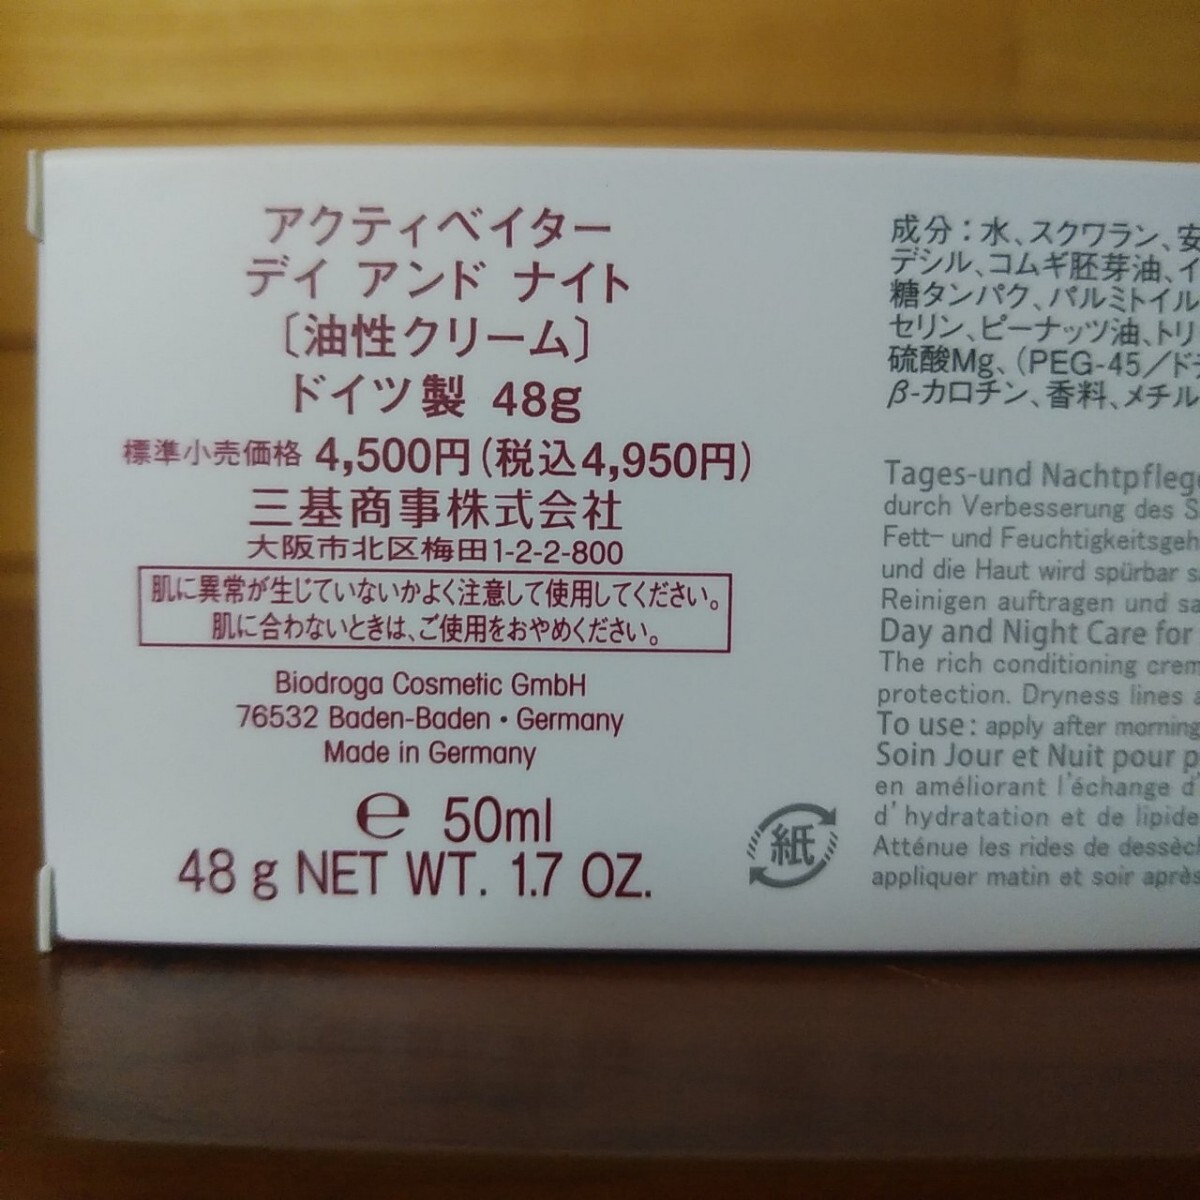 アクティベイター
デイ アンド ナイト
〔油性クリーム〕
ドイツ製 48g
標準小売価格 4,500円(税込4,950円)
三基商事株式会社
大阪市北区梅田1-2-2-800
肌に異常が生じていないかよく注意して使用してください。
肌に合わないときは、ご使用をおやめください。
Biodroga Cosmetic GmbH
76532 Baden-Baden・Germany
Made in Germany
℮ 50ml
48 g NET WT. 1.7 OZ.
紙
成分:水、スクワラン、安
デシル、コムギ胚芽油、イ
糖タンパク、パルミトイル
セリン、ピーナッツ油、トリ
硫酸Mg、(PEG-45/ドデ
β-カロチン、香料、メチル
Tages-und Nachtpflege
durch Verbesserung des S
Fett- und Feuchtigkeitsgeh
und die Haut wird spürbar s
Reinigen auftragen und sa
Day and Night Care for
The rich conditioning crem
protection. Dryness lines a
To use: apply after morning
Soin Jour et Nuit pour p
en améliorant l'échange d'
d'hydratation et de lipide
Atténue les rides de dessèch
appliquer matin et soir après